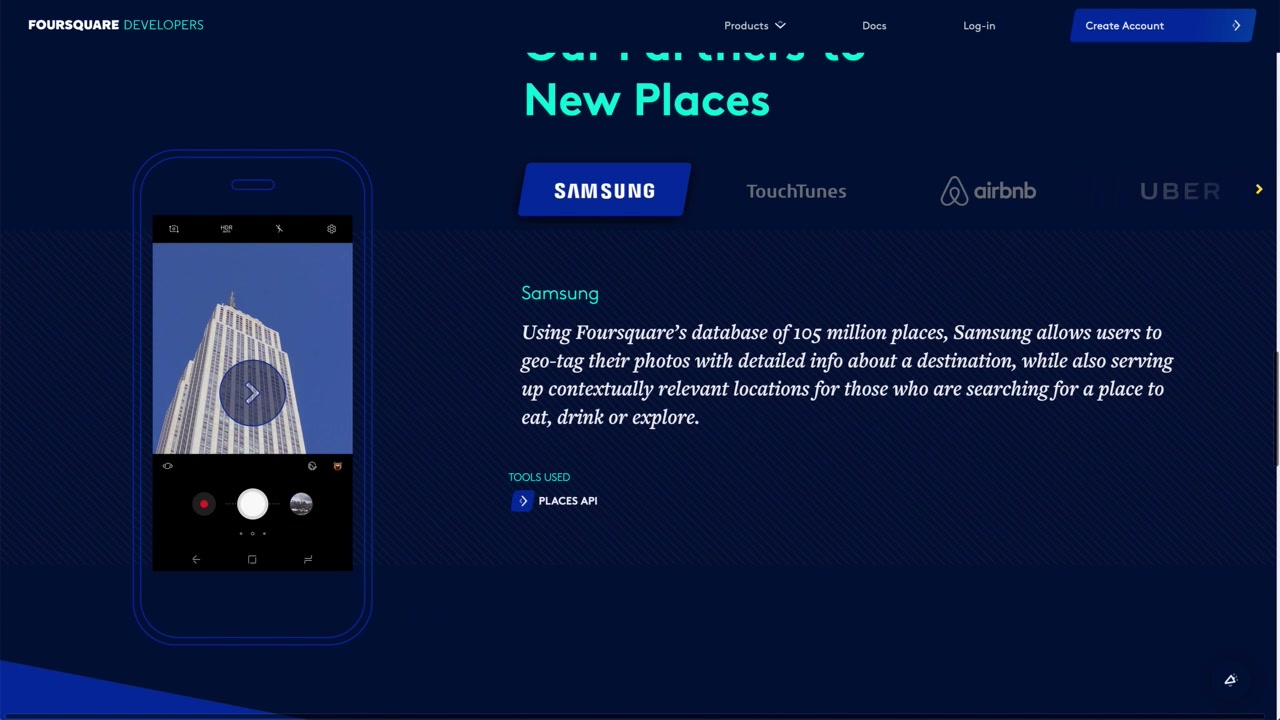 FOURSQUARE DEVELOPERS
Products
Docs
Log-in
Create Account
Our Partners to
New Places
SAMSUNG
TouchTunes
airbnb
UBER
HDR
Samsung
Using Foursquare’s database of 105 million places, Samsung allows users to
geo-tag their photos with detailed info about a destination, while also serving
up contextually relevant locations for those who are searching for a place to
eat, drink or explore.
TOOLS USED
PLACES API